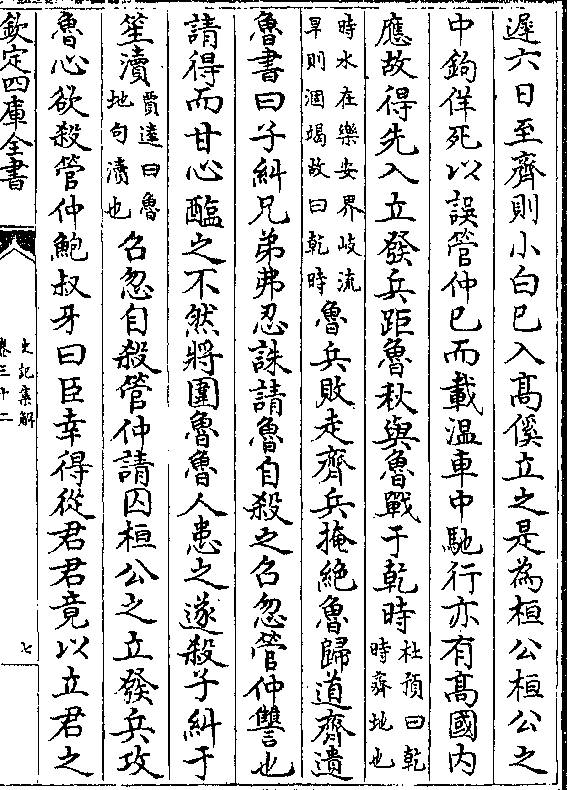 遲六日至齊則小白已入髙傒立之是為桓公桓公之
中鉤佯死以誤管仲已而載溫車中馳行亦有髙國內
應故得先入立發兵距魯秋與魯戰于乾時杜預曰乾時齊地也
時水在樂安界岐流旱則涸竭故曰乾時魯兵敗走齊兵掩絕魯歸道齊遺
魯書曰子糾兄弟弗忍誅請魯自殺之召忽管仲讐也
請得而甘心醢之不然將圍魯魯人患之遂殺子糾于
笙瀆賈逵曰魯地句瀆也召忽自殺管仲請囚桓公之立發兵攻
魯心欲殺管仲鮑叔牙曰臣幸得從君君竟以立君之
欽定四庫全書
史記集解
卷三十二
七